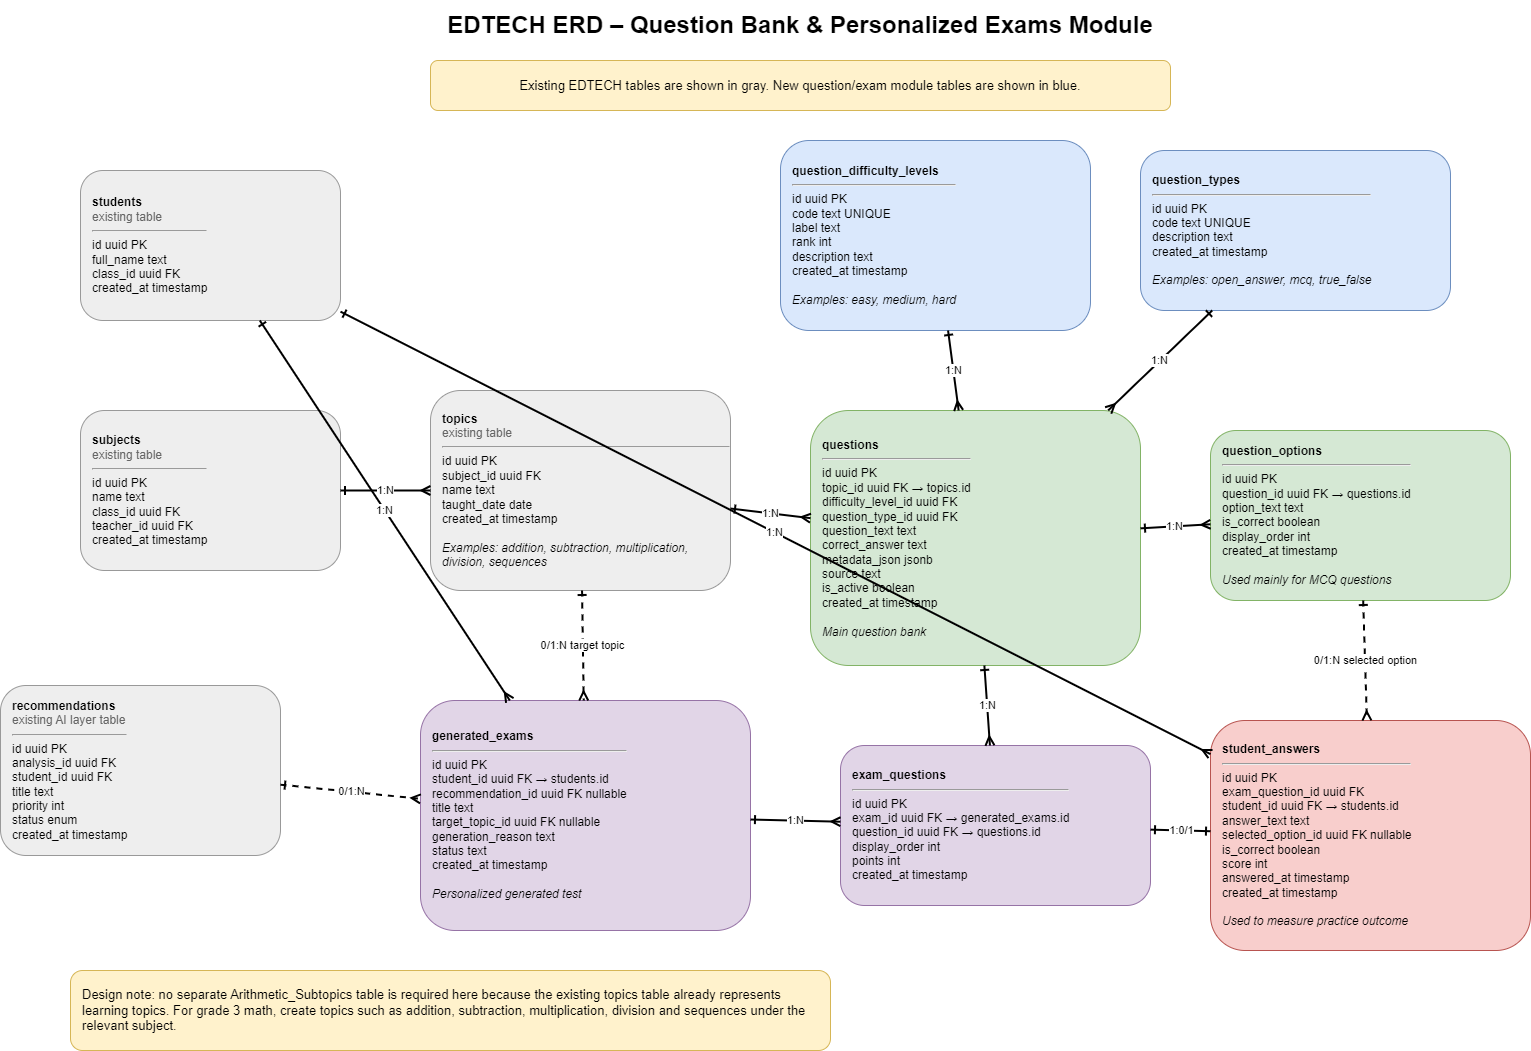 EDTECH ERD – Question Bank & Personalized Exams Module
Existing EDTECH tables are shown in gray. New question/exam module tables are shown in blue.
students
existing table
id uuid PK
full_name text
class_id uuid FK
created_at timestamp
question_difficulty_levels
id uuid PK
code text UNIQUE
label text
rank int
description text
created_at timestamp
Examples: easy, medium, hard
question_types
id uuid PK
code text UNIQUE
description text
created_at timestamp
Examples: open_answer, mcq, true_false
1:N
1:N
subjects
existing table
id uuid PK
name text
class_id uuid FK
teacher_id uuid FK
created_at timestamp
1:N
1:N
topics
existing table
id uuid PK
subject_id uuid FK
name text
taught_date date
created_at timestamp
Examples: addition, subtraction, multiplication,
division, sequences
1:N
1:N
questions
id uuid PK
topic_id uuid FK → topics.id
difficulty_level_id uuid FK
question_type_id uuid FK
question_text text
correct_answer text
metadata_json jsonb
source text
is_active boolean
created_at timestamp
Main question bank
1:N
question_options
id uuid PK
question_id uuid FK → questions.id
option_text text
is_correct boolean
display_order int
created_at timestamp
Used mainly for MCQ questions
0/1:N target topic
1:N
0/1:N selected option
recommendations
existing AI layer table
id uuid PK
analysis_id uuid FK
student_id uuid FK
title text
priority int
status enum
created_at timestamp
0/1:N
generated_exams
id uuid PK
student_id uuid FK → students.id
recommendation_id uuid FK nullable
title text
target_topic_id uuid FK nullable
generation_reason text
status text
created_at timestamp
Personalized generated test
1:N
exam_questions
id uuid PK
exam_id uuid FK → generated_exams.id
question_id uuid FK → questions.id
display_order int
points int
created_at timestamp
1:0/1
student_answers
id uuid PK
exam_question_id uuid FK
student_id uuid FK → students.id
answer_text text
selected_option_id uuid FK nullable
is_correct boolean
score int
answered_at timestamp
created_at timestamp
Used to measure practice outcome
Design note: no separate Arithmetic_Subtopics table is required here because the existing topics table already represents
learning topics. For grade 3 math, create topics such as addition, subtraction, multiplication, division and sequences under the
relevant subject.